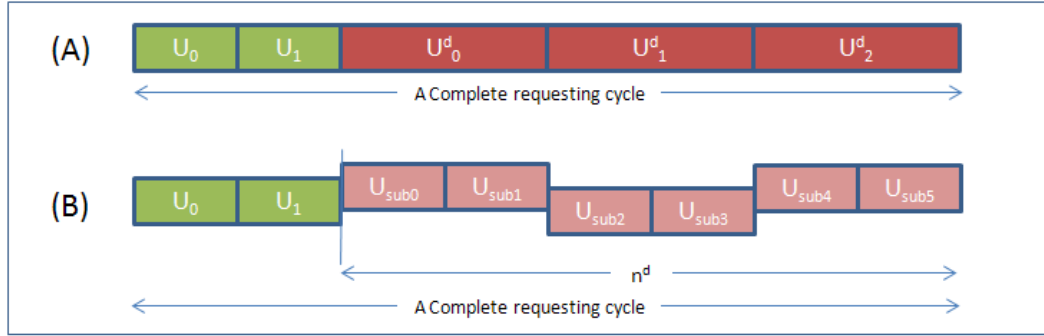 (A) U₀ U₁ Uᵈ₀ Uᵈ₁ Uᵈ₂
A Complete requesting cycle
(B) U₀ U₁ Usub0 Usub1 Usub2 Usub3 Usub4 Usub5
nᵈ
A Complete requesting cycle